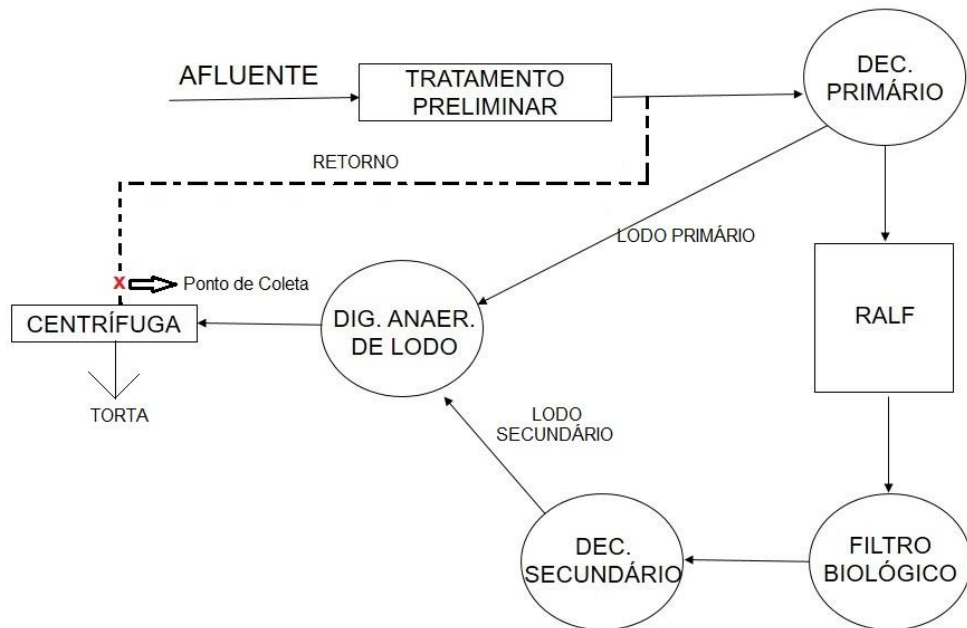 AFLUENTE
TRATAMENTO
PRELIMINAR
DEC.
PRIMÁRIO
RETORNO
LODO PRIMÁRIO
x
Ponto de Coleta
CENTRÍFUGA
DIG. ANAER.
DE LODO
RALF
TORTA
LODO
SECUNDÁRIO
DEC.
SECUNDÁRIO
FILTRO
BIOLÓGICO